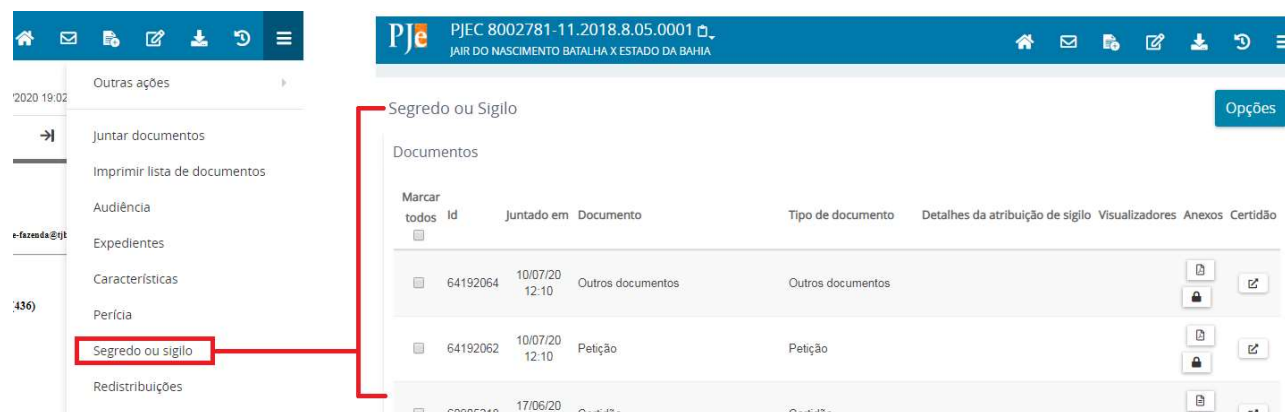 PJe
PJEC 8002781-11.2018.8.05.0001
JAIR DO NASCIMENTO BATALHA X ESTADO DA BAHIA
/2020 19:02
e-fazenda@tjb
436)
Outras ações
Juntar documentos
Imprimir lista de documentos
Audiência
Expedientes
Características
Perícia
Segredo ou sigilo
Redistribuições
Segredo ou Sigilo
Opções
Documentos
Marcar todos Id Juntado em Documento Tipo de documento Detalhes da atribuição de sigilo Visualizadores Anexos Certidão
64192064 10/07/20 12:10 Outros documentos Outros documentos
64192062 10/07/20 12:10 Petição Petição
17/06/20